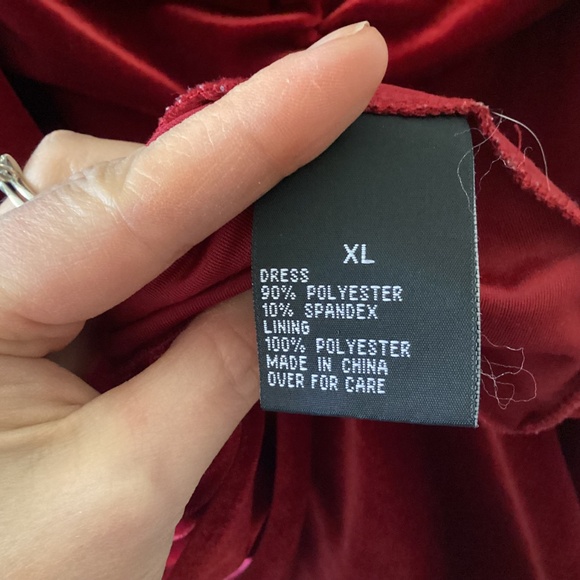 XL
DRESS
90% POLYESTER
10% SPANDEX
LINING
100% POLYESTER
MADE IN CHINA
OVER FOR CARE